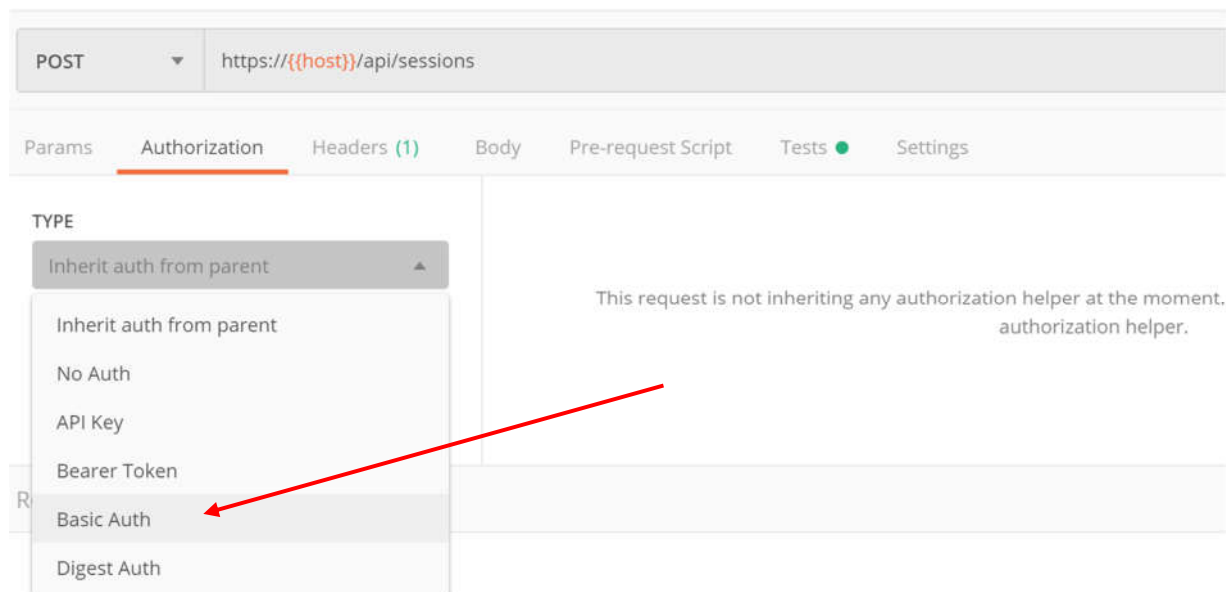 POST https://{{host}}/api/sessions
Params Authorization Headers (1) Body Pre-request Script Tests Settings
TYPE
Inherit auth from parent
This request is not inheriting any authorization helper at the moment.
authorization helper.
Inherit auth from parent
No Auth
API Key
Bearer Token
Basic Auth
Digest Auth